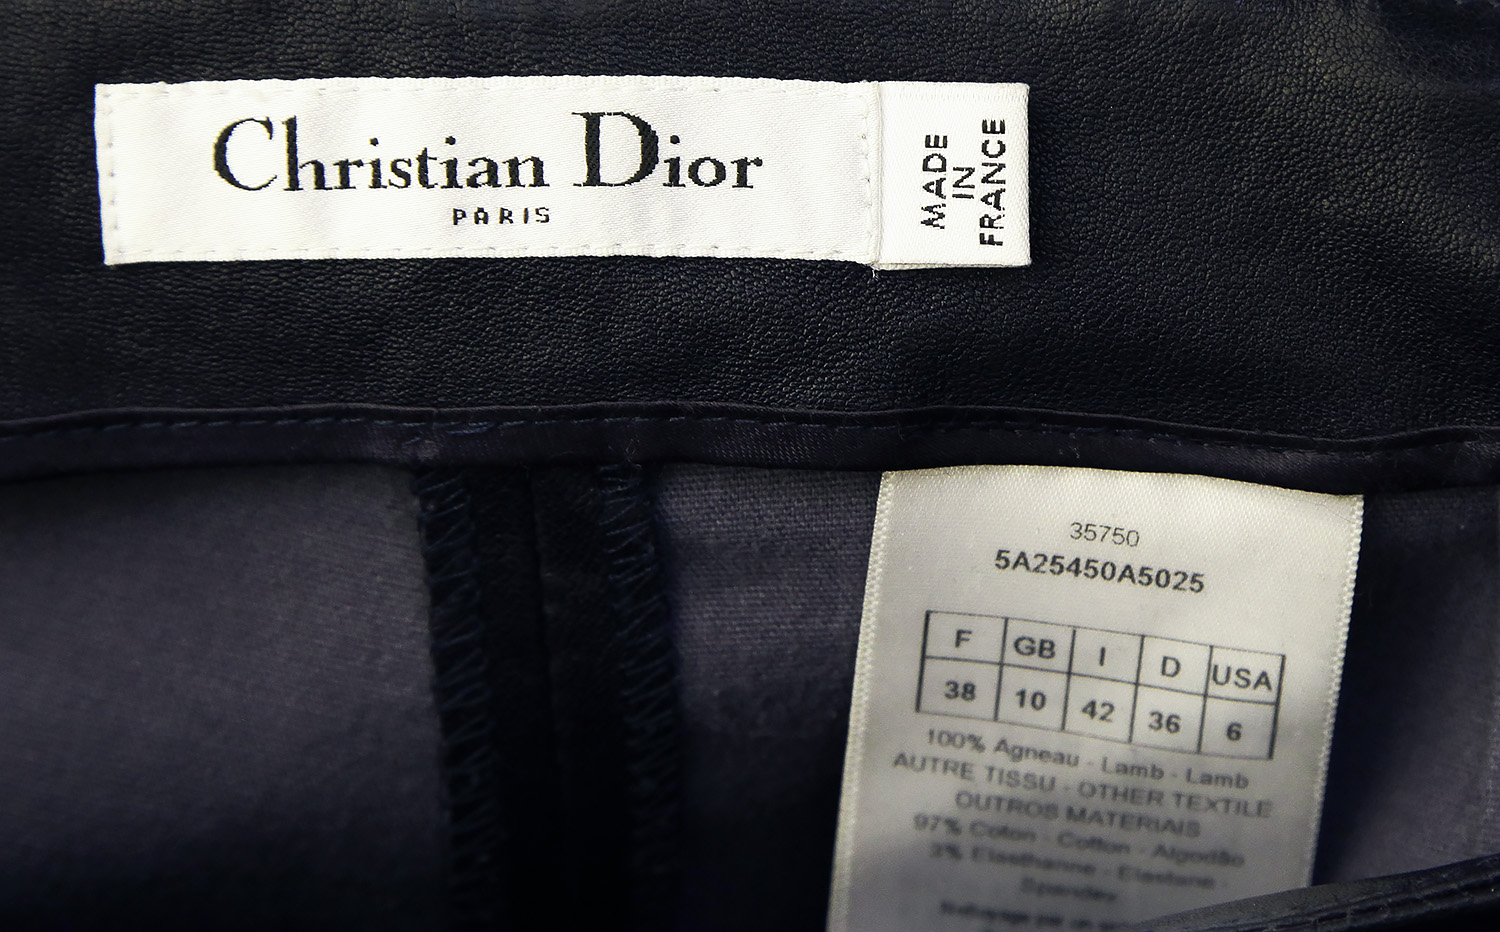 Christian Dior
PARIS
MADE
IN
FRANCE
35750
5A25450A5025
F GB I D USA
38 10 42 36 6
100% Agneau - Lamb - Lamb
AUTRE TISSU - OTHER TEXTILE
OUTROS MATERIAIS
97% Coton - Cotton - Algodão
3% Elasthanne - Elastane -
Spandex